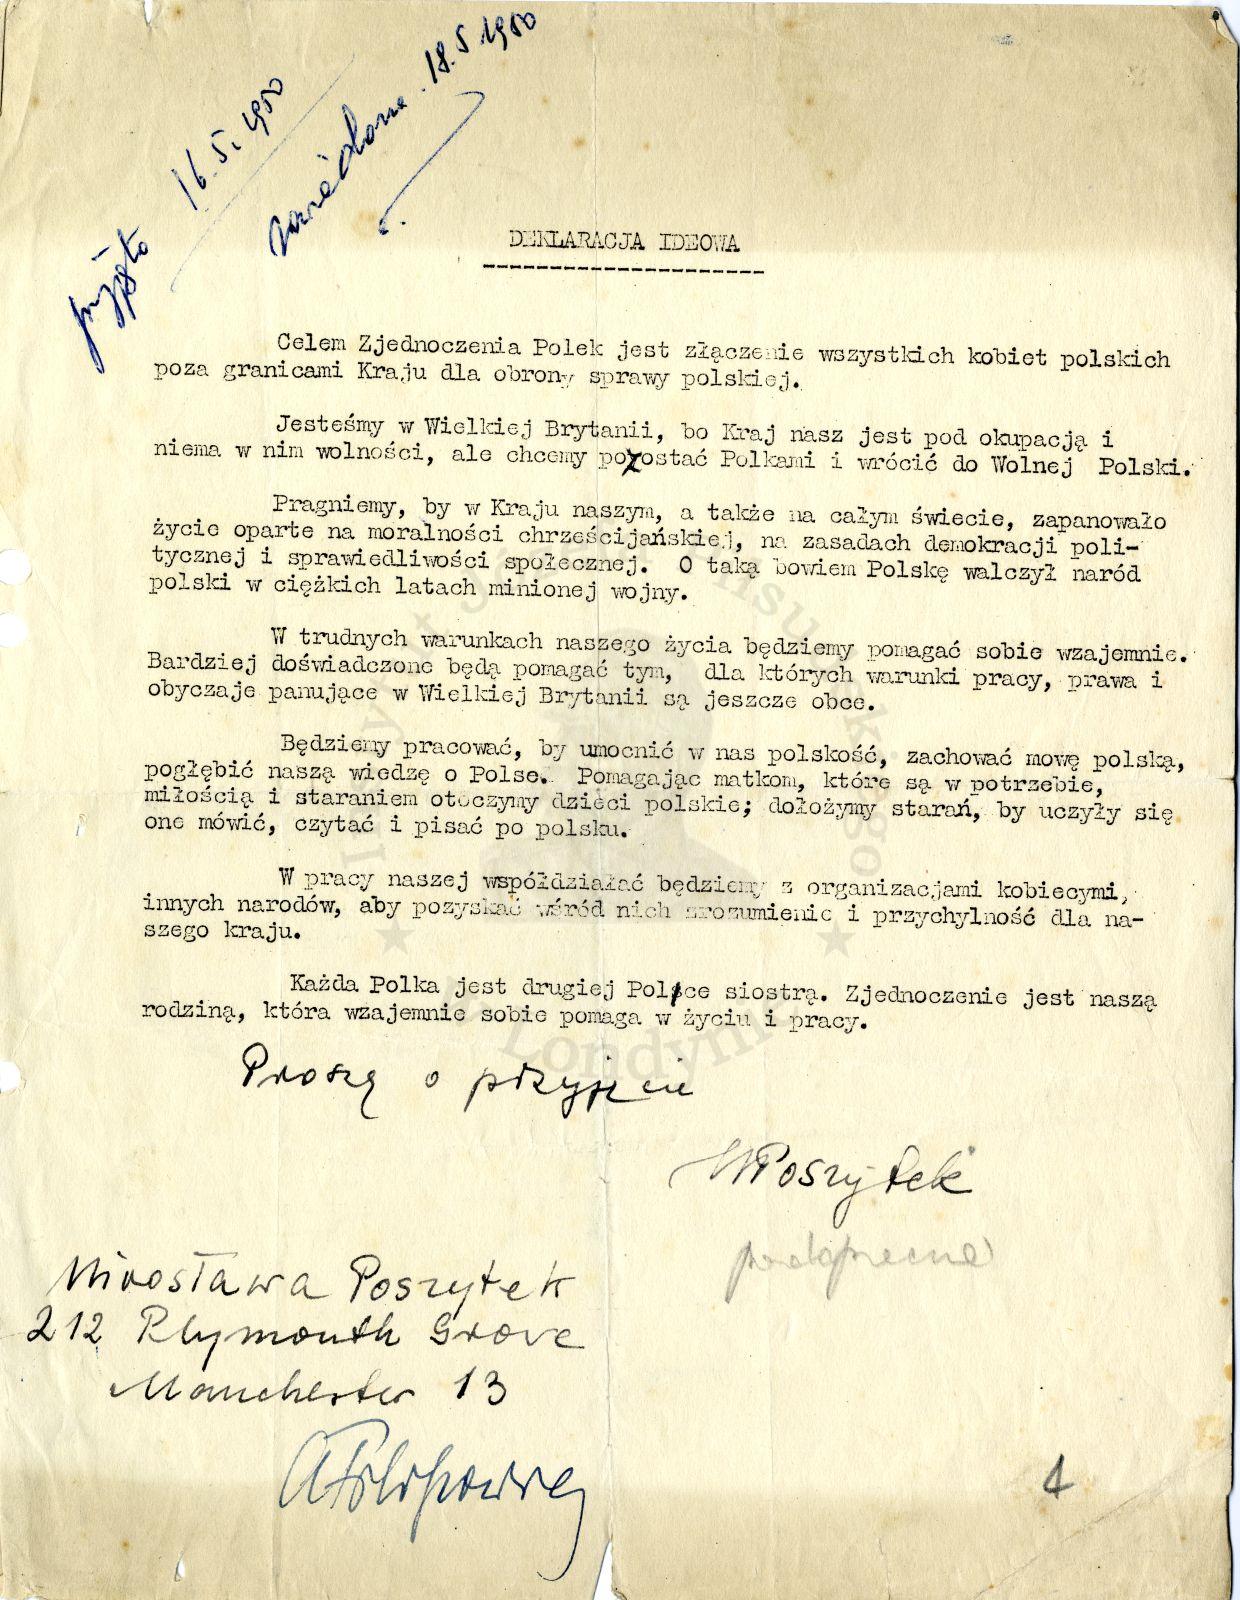 przyjęto 16.5.1950
18.5.1950
DEKLARACJA IDEOWA
Celem Zjednoczenia Polek jest złączenie wszystkich kobiet polskich
poza granicami Kraju dla obrony sprawy polskiej.
Jesteśmy w Wielkiej Brytanii, bo Kraj nasz jest pod okupacją i
niema w nim wolności, ale chcemy pozostać Polkami i wrócić do Wolnej Polski.
Pragniemy, by w Kraju naszym, a także na całym świecie, zapanowało
życie oparte na moralności chrześcijańskiej, na zasadach demokracji poli-
tycznej i sprawiedliwości społecznej. O taką bowiem Polskę walczył naród
polski w ciężkich latach minionej wojny.
W trudnych warunkach naszego życia będziemy pomagać sobie wzajemnie.
Bardziej doświadczone będą pomagać tym, dla których warunki pracy, prawa i
obyczaje panujące w Wielkiej Brytanii są jeszcze obce.
Będziemy pracować, by umocnić w nas polskość, zachować mowę polską,
pogłębić naszą wiedzę o Polse. Pomagając matkom, które są w potrzebie,
miłością i staraniem otoczymy dzieci polskie; dołożymy starań, by uczyły się
one mówić, czytać i pisać po polsku.
W pracy naszej współdziałać będziemy z organizacjami kobiecymi,
innych narodów, aby pozyskać wśród nich zrozumienie i przychylność dla na-
szego kraju.
Każda Polka jest drugiej Polsce siostrą. Zjednoczenie jest naszą
rodziną, która wzajemnie sobie pomaga w życiu i pracy.
Proszę o przyjęcie
MPoszytek
Mirosława Poszytek
212 Plymouth Grove
Manchester 13
4
Londynie